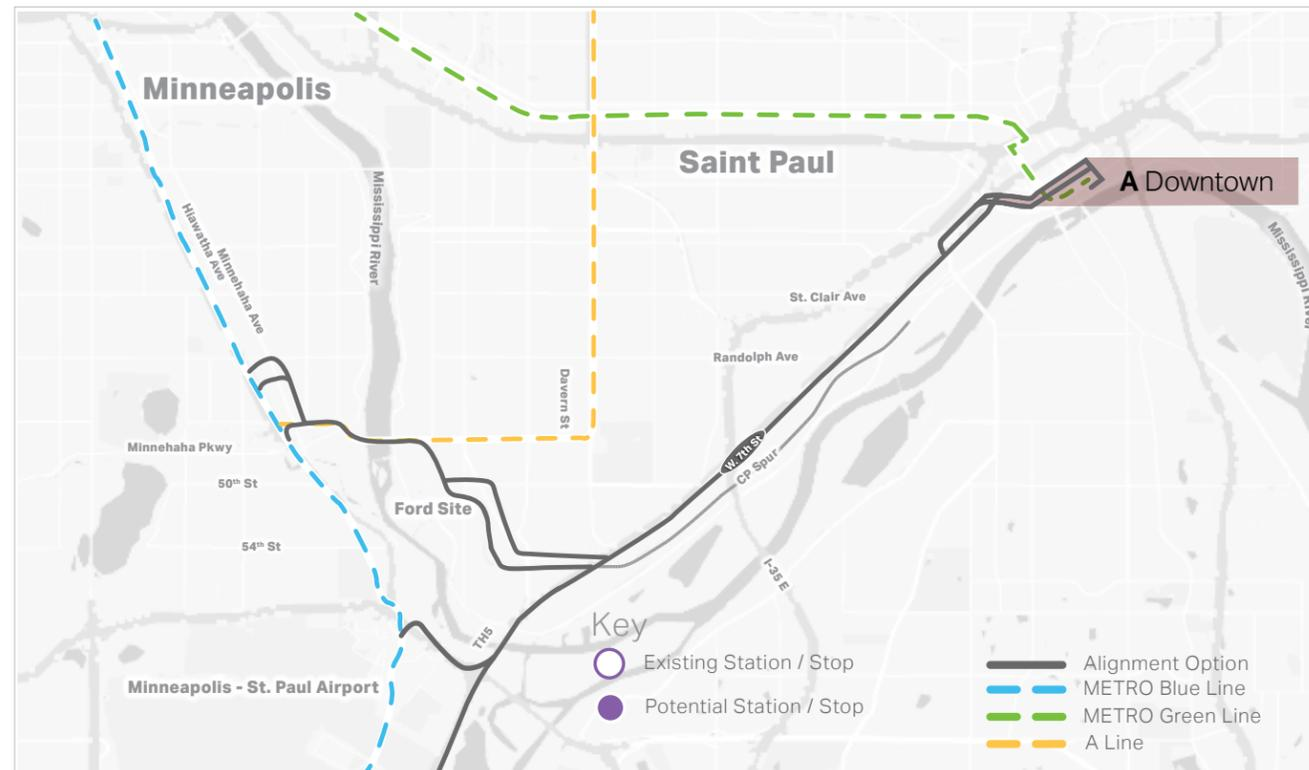 Minneapolis
Saint Paul
A Downtown
Mississippi River
Mississippi River
Hiawatha Ave
Minnehaha Ave
St. Clair Ave
Randolph Ave
Davern St
Minnehaha Pkwy
W. 7th St
CP Spur
50th St
Ford Site
54th St
I-35 E
TH5
Minneapolis - St. Paul Airport
Key
Existing Station / Stop
Potential Station / Stop
Alignment Option
METRO Blue Line
METRO Green Line
A Line